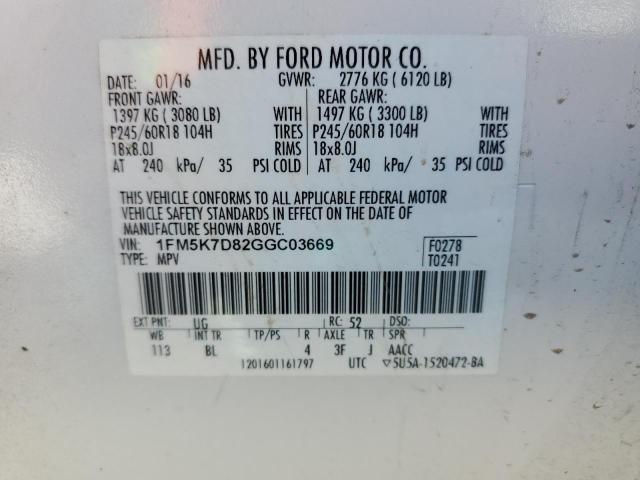 MFD. BY FORD MOTOR CO.
DATE: 01/16 GVWR: 2776 KG ( 6120 LB)
FRONT GAWR: REAR GAWR:
1397 KG ( 3080 LB) WITH 1497 KG ( 3300 LB) WITH
P245/60R18 104H TIRES P245/60R18 104H TIRES
18x8.0J RIMS 18x8.0J RIMS
AT 240 kPa/ 35 PSI COLD AT 240 kPa/ 35 PSI COLD
THIS VEHICLE CONFORMS TO ALL APPLICABLE FEDERAL MOTOR
VEHICLE SAFETY STANDARDS IN EFFECT ON THE DATE OF
MANUFACTURE SHOWN ABOVE.
VIN: 1FM5K7D82GGC03669 F0278
TYPE: MPV T0241
EXT PNT: UG RC: 52 DSO:
WB INT TR TP/PS R AXLE TR SPR
113 BL 4 3F J AACC
1201601161797 UTC ▽5U5A-1520472-BA